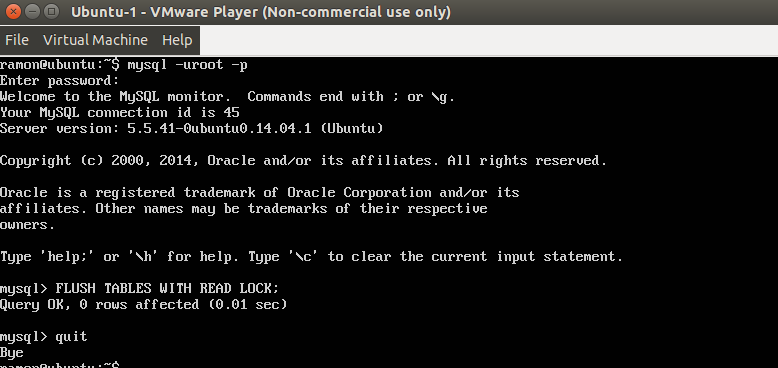 Ubuntu-1 - VMware Player (Non-commercial use only)
File Virtual Machine Help
ramon@ubuntu:~$ mysql -uroot -p
Enter password:
Welcome to the MySQL monitor.  Commands end with ; or \g.
Your MySQL connection id is 45
Server version: 5.5.41-0ubuntu0.14.04.1 (Ubuntu)
Copyright (c) 2000, 2014, Oracle and/or its affiliates. All rights reserved.
Oracle is a registered trademark of Oracle Corporation and/or its
affiliates. Other names may be trademarks of their respective
owners.
Type 'help;' or '\h' for help. Type '\c' to clear the current input statement.
mysql> FLUSH TABLES WITH READ LOCK;
Query OK, 0 rows affected (0.01 sec)
mysql> quit
Bye
ramon@ubuntu:~$